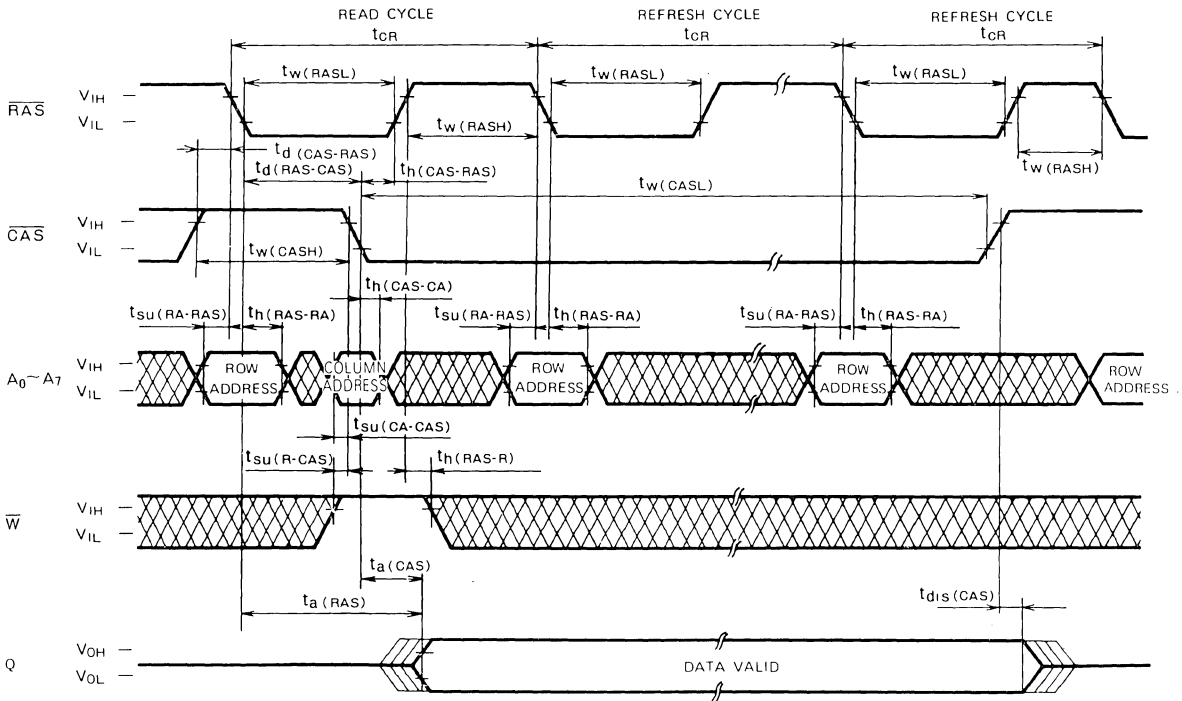 READ CYCLE REFRESH CYCLE REFRESH CYCLE
tCR tCR tCR
tw(RASL) tw(RASL) tw(RASL)
RAS VIH
VIL
tw(RASH)
tw(RASH)
td(CAS-RAS)
td(RAS-CAS) th(CAS-RAS)
tw(CASL)
CAS VIH
VIL
tw(CASH)
th(CAS-CA)
tsu(RA-RAS) th(RAS-RA) tsu(RA-RAS) th(RAS-RA) tsu(RA-RAS) th(RAS-RA)
A0~A7 VIH
VIL
ROW ADDRESS
COLUMN ADDRESS
ROW ADDRESS
ROW ADDRESS
ROW ADDRESS
tsu(CA-CAS)
tsu(R-CAS) th(RAS-R)
W VIH
VIL
ta(CAS)
ta(RAS)
tdis(CAS)
Q VOH
VOL
DATA VALID